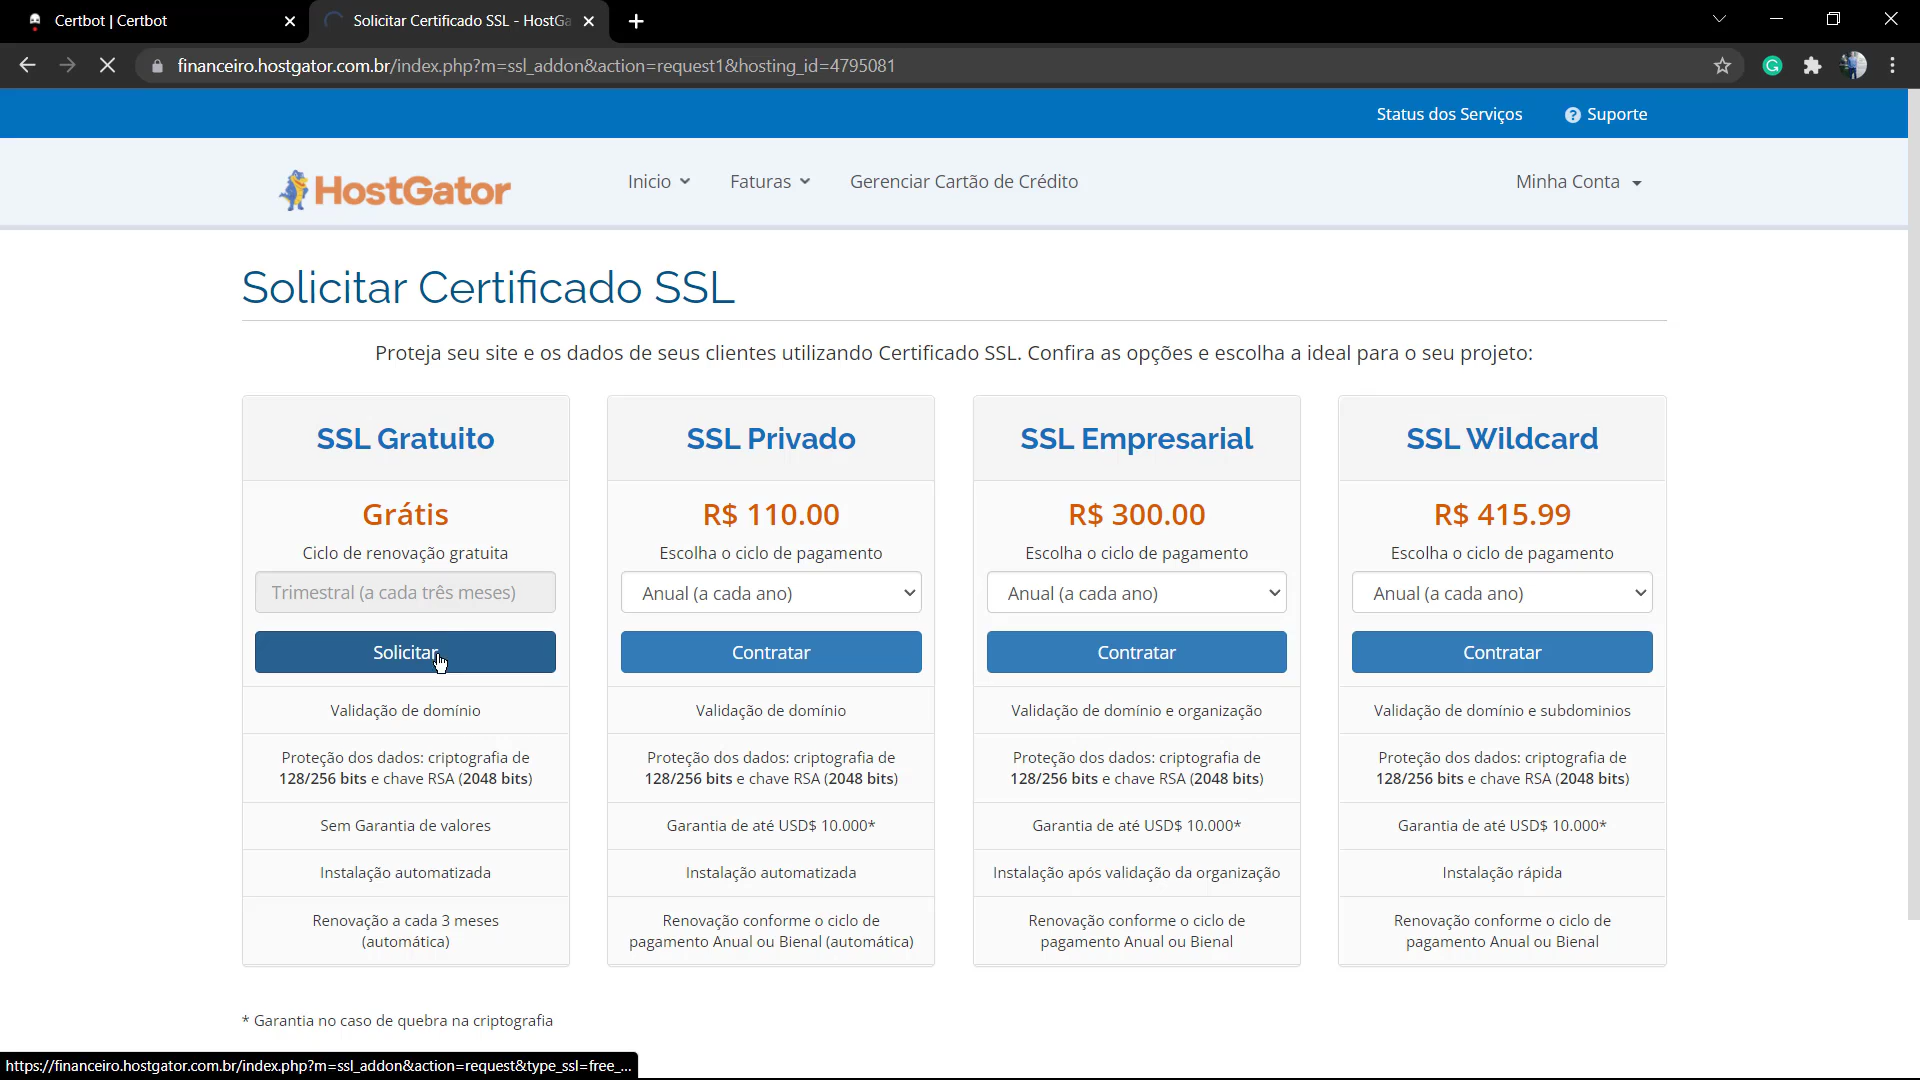 Certbot | Certbot
Solicitar Certificado SSL - HostGa
financeiro.hostgator.com.br/index.php?m=ssl_addon&action=request1&hosting_id=4795081
Status dos Serviços
? Suporte
HostGator
Inicio
Faturas
Gerenciar Cartão de Crédito
Minha Conta
Solicitar Certificado SSL
Proteja seu site e os dados de seus clientes utilizando Certificado SSL. Confira as opções e escolha a ideal para o seu projeto:
SSL Gratuito
Grátis
Ciclo de renovação gratuita
Trimestral (a cada três meses)
Solicitar
Validação de domínio
Proteção dos dados: criptografia de
128/256 bits e chave RSA (2048 bits)
Sem Garantia de valores
Instalação automatizada
Renovação a cada 3 meses
(automática)
SSL Privado
R$ 110.00
Escolha o ciclo de pagamento
Anual (a cada ano)
Contratar
Validação de domínio
Proteção dos dados: criptografia de
128/256 bits e chave RSA (2048 bits)
Garantia de até USD$ 10.000*
Instalação automatizada
Renovação conforme o ciclo de
pagamento Anual ou Bienal (automática)
SSL Empresarial
R$ 300.00
Escolha o ciclo de pagamento
Anual (a cada ano)
Contratar
Validação de domínio e organização
Proteção dos dados: criptografia de
128/256 bits e chave RSA (2048 bits)
Garantia de até USD$ 10.000*
Instalação após validação da organização
Renovação conforme o ciclo de
pagamento Anual ou Bienal
SSL Wildcard
R$ 415.99
Escolha o ciclo de pagamento
Anual (a cada ano)
Contratar
Validação de domínio e subdominios
Proteção dos dados: criptografia de
128/256 bits e chave RSA (2048 bits)
Garantia de até USD$ 10.000*
Instalação rápida
Renovação conforme o ciclo de
pagamento Anual ou Bienal
* Garantia no caso de quebra na criptografia
https://financeiro.hostgator.com.br/index.php?m=ssl_addon&action=request&type_ssl=free_...